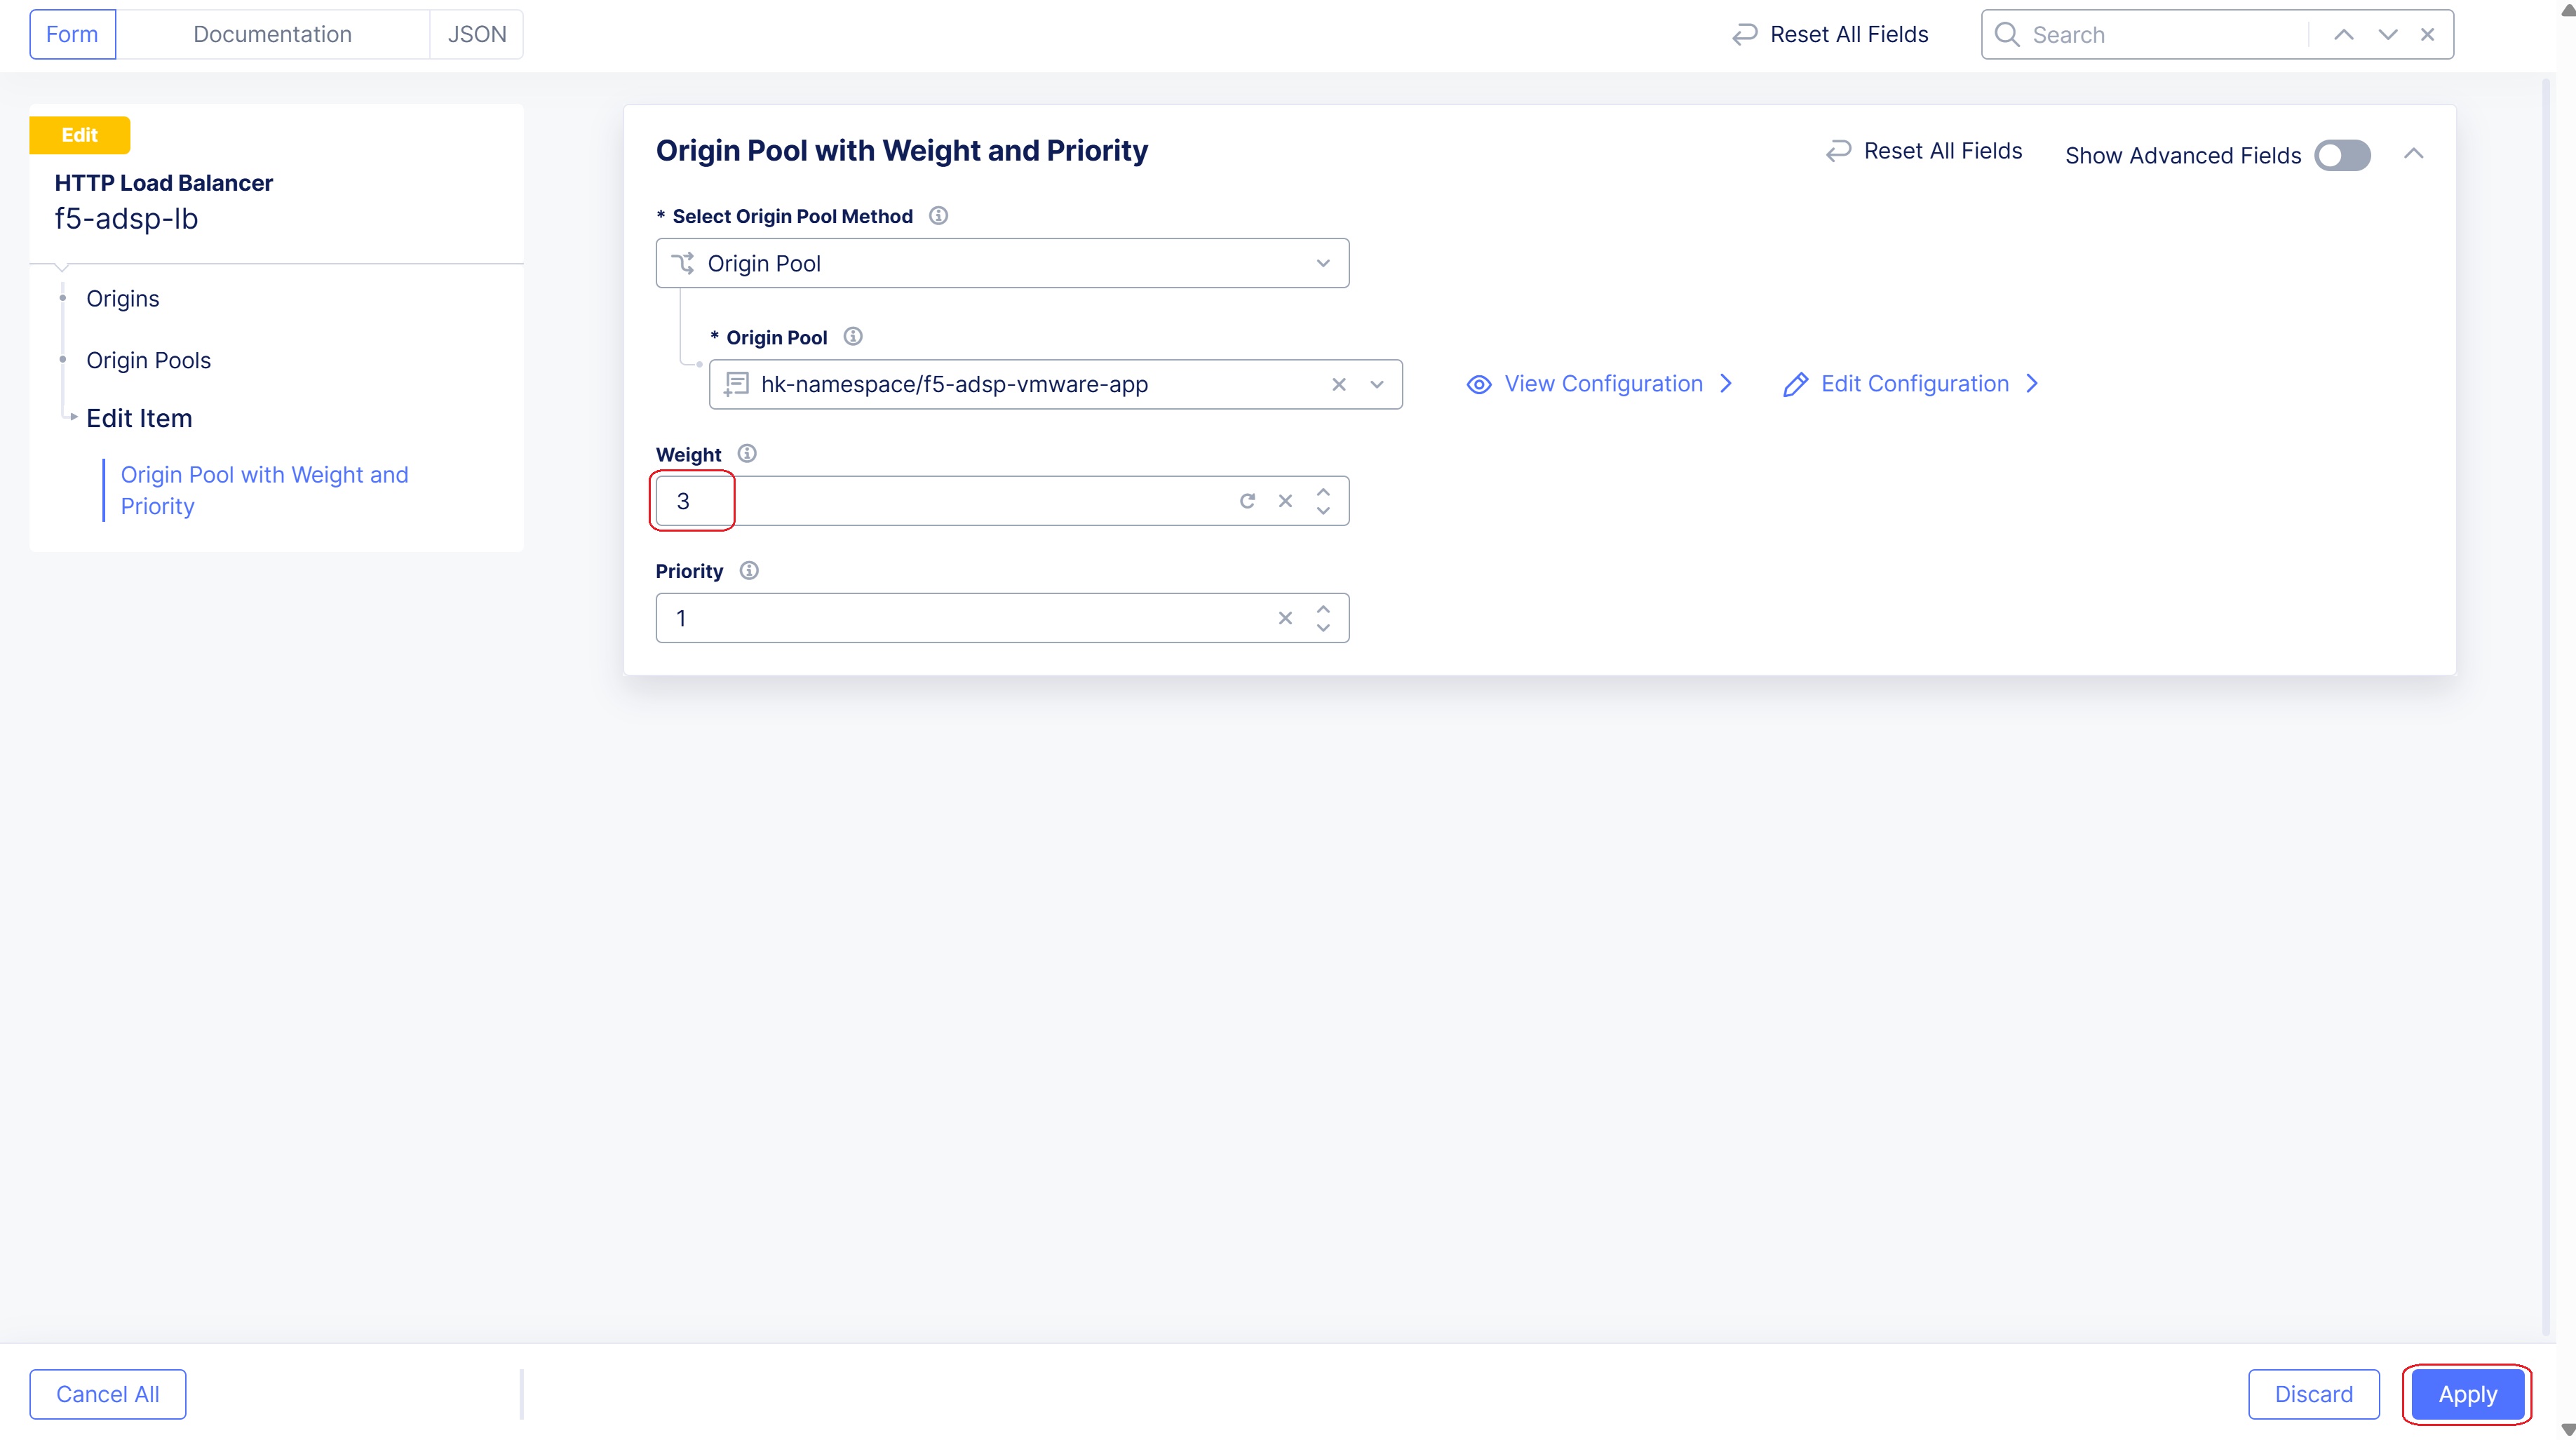 Form
Documentation
JSON
Reset All Fields
Search
Edit
HTTP Load Balancer
f5-adsp-lb
Origins
Origin Pools
Edit Item
Origin Pool with Weight and
Priority
Origin Pool with Weight and Priority
Reset All Fields
Show Advanced Fields
* Select Origin Pool Method
Origin Pool
* Origin Pool
hk-namespace/f5-adsp-vmware-app
View Configuration
Edit Configuration
Weight
3
Priority
1
Cancel All
Discard
Apply